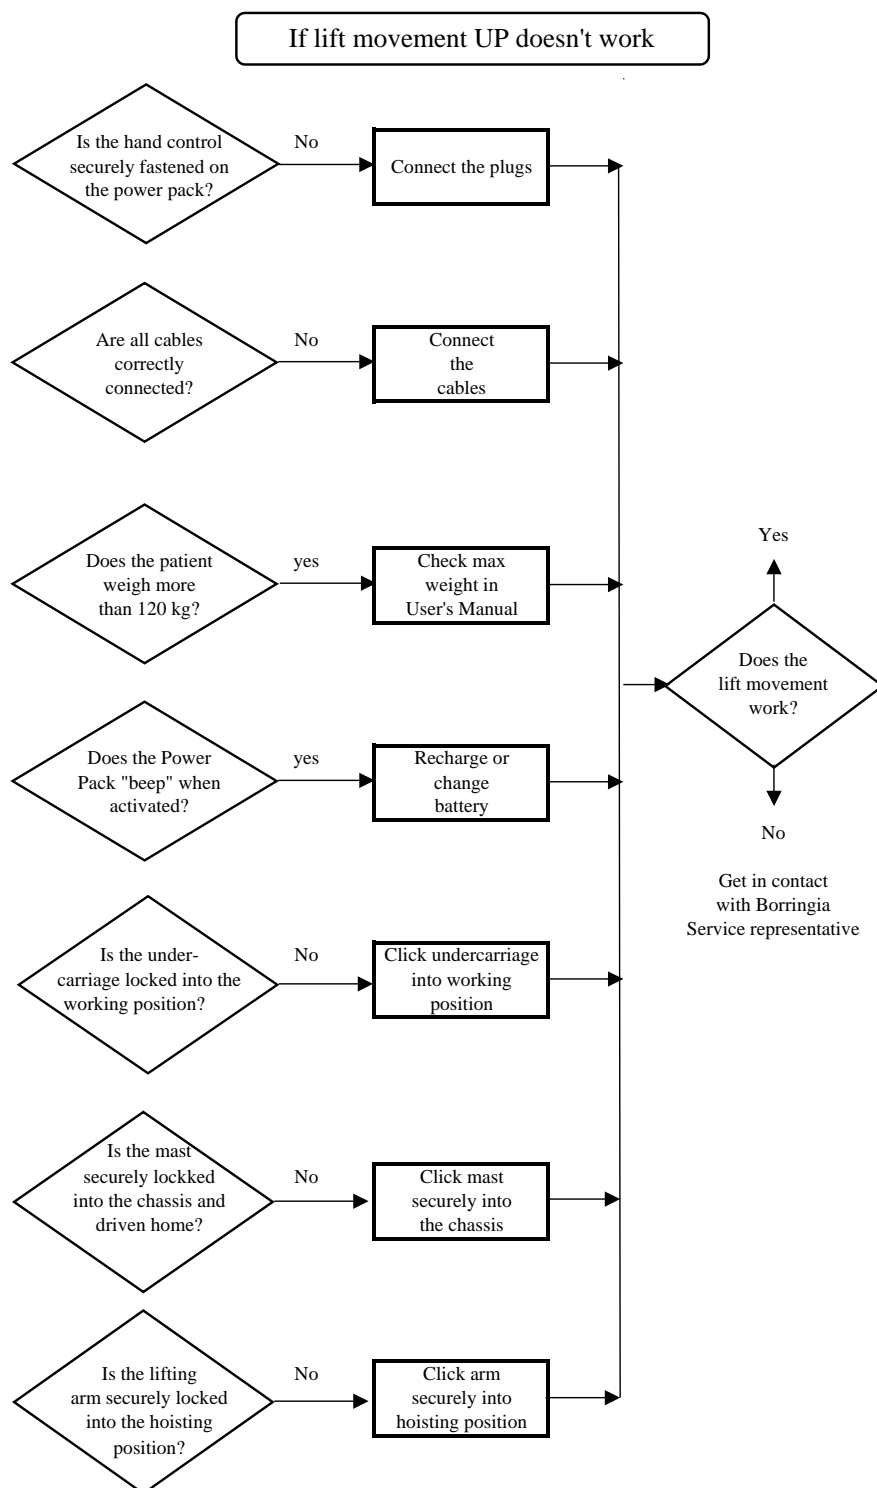 If lift movement UP doesn't work
Is the hand control
securely fastened on
the power pack?
No
Connect the plugs
Are all cables
correctly
connected?
No
Connect
the
cables
Does the patient
weigh more
than 120 kg?
yes
Check max
weight in
User's Manual
Does the Power
Pack "beep" when
activated?
yes
Recharge or
change
battery
Is the under-
carriage locked into the
working position?
No
Click undercarriage
into working
position
Is the mast
securely lockked
into the chassis and
driven home?
No
Click mast
securely into
the chassis
Is the lifting
arm securely locked
into the hoisting
position?
No
Click arm
securely into
hoisting position
Yes
Does the
lift movement
work?
No
Get in contact
with Borringia
Service representative